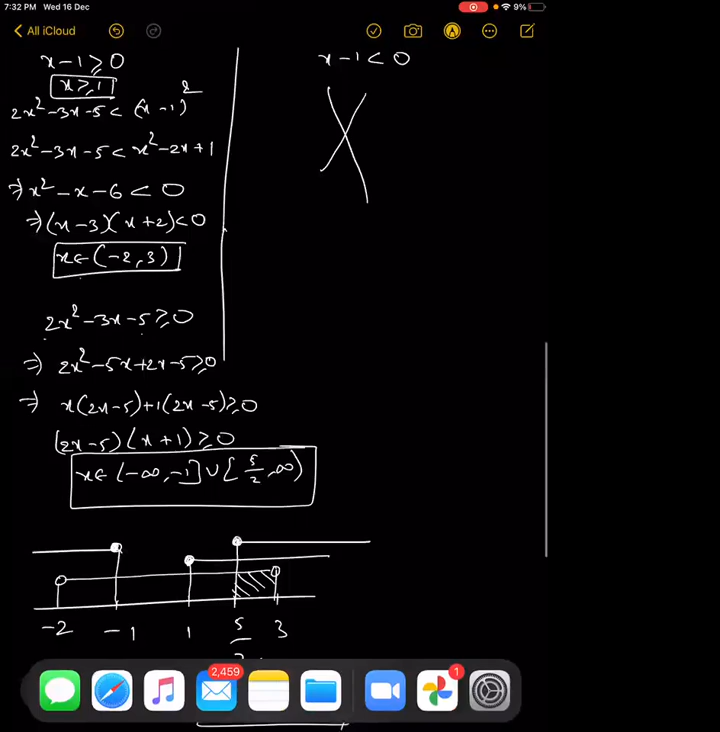 7:32 PM Wed 16 Dec
9%
All iCloud
x-1≥0
x≥1
2x²-3x-5<(x-1)²
2x²-3x-5<x²-2x+1
⇒x²-x-6<0
⇒(x-3)(x+2)<0
x∈(-2,3)
2x²-3x-5≥0
⇒ 2x²-5x+2x-5≥0
⇒ x(2x-5)+1(2x-5)≥0
(2x-5)(x+1)≥0
x∈(-∞,-1]∪[5/2,∞)
x-1<0
-2 -1 1 5/2 3
2,459
1